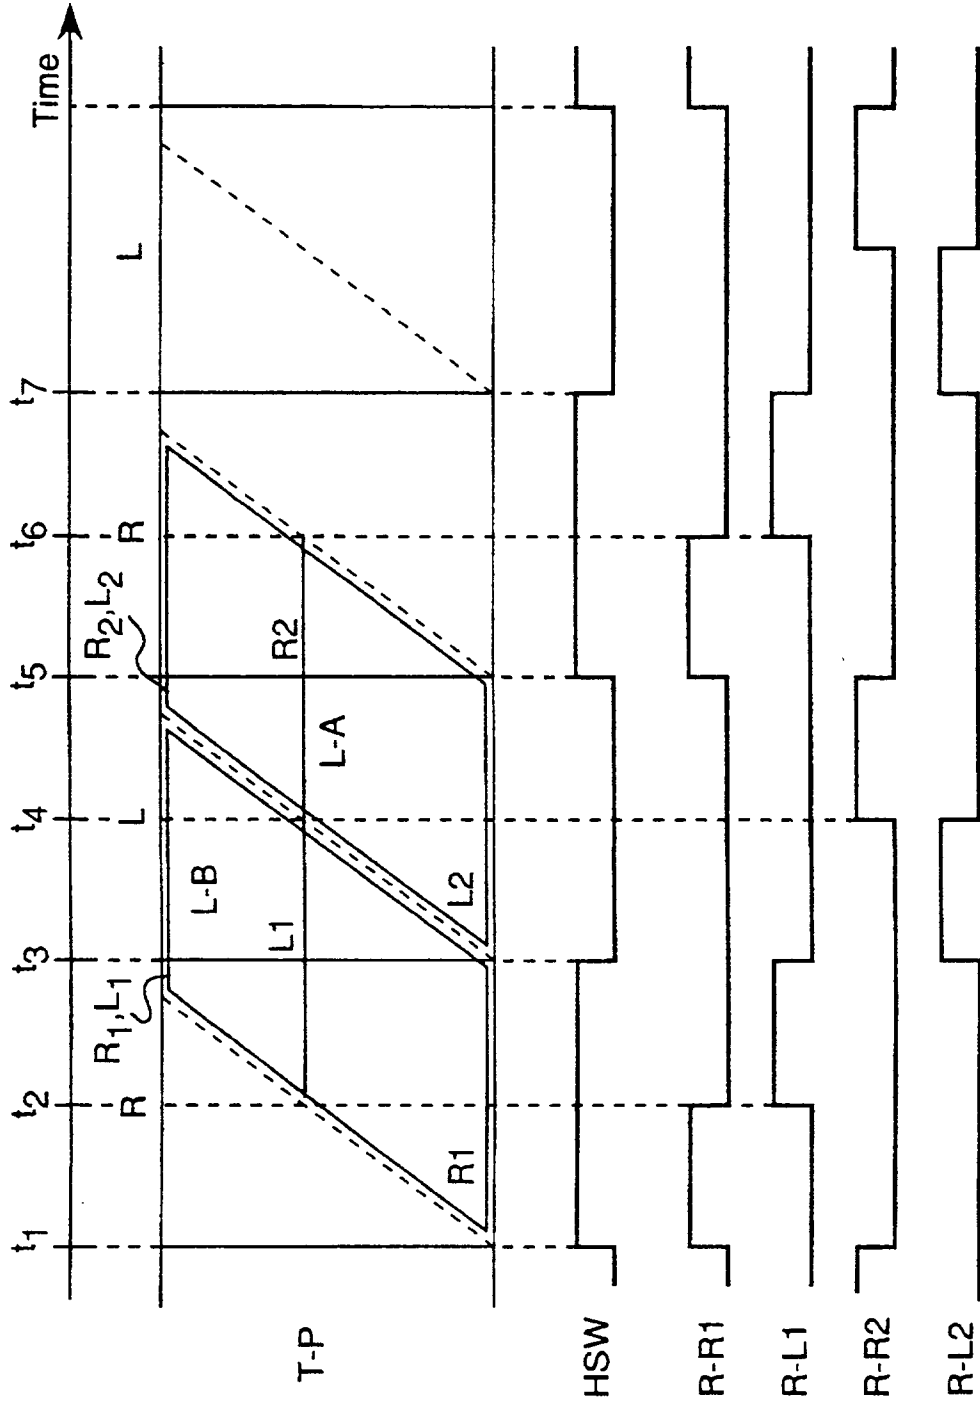 Time
t1 t2 t3 t4 t5 t6 t7
R L R L
R1,L1 R2,L2
T-P
L-B
L1 R2
L-A
R1 L2
HSW
R-R1
R-L1
R-R2
R-L2